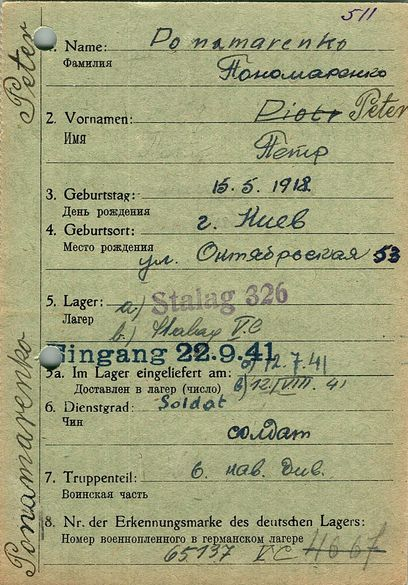 511
Ponamarenko Peter
1. Name: Ponamarenko
Фамилия Пономаренко
2. Vornamen: Piotr Peter
Имя Петр
3. Geburtstag: 15.5.1918
День рождения
4. Geburtsort: г. Киев
Место рождения
ул. Октябрьская 53
5. Lager: a.) Stalag 326
Лагерь b.) Stalag V.C
Eingang 22.9.41
5a. Im Lager eingeliefert am: a) 12.7.41
Доставлен в лагерь (число) b) 12.VIII.41
6. Dienstgrad: Soldat
Чин солдат
7. Truppenteil: 6. кав. див.
Воинская часть
8. Nr. der Erkennungsmarke des deutschen Lagers:
Номер военнопленного в германском лагере
65137 VC